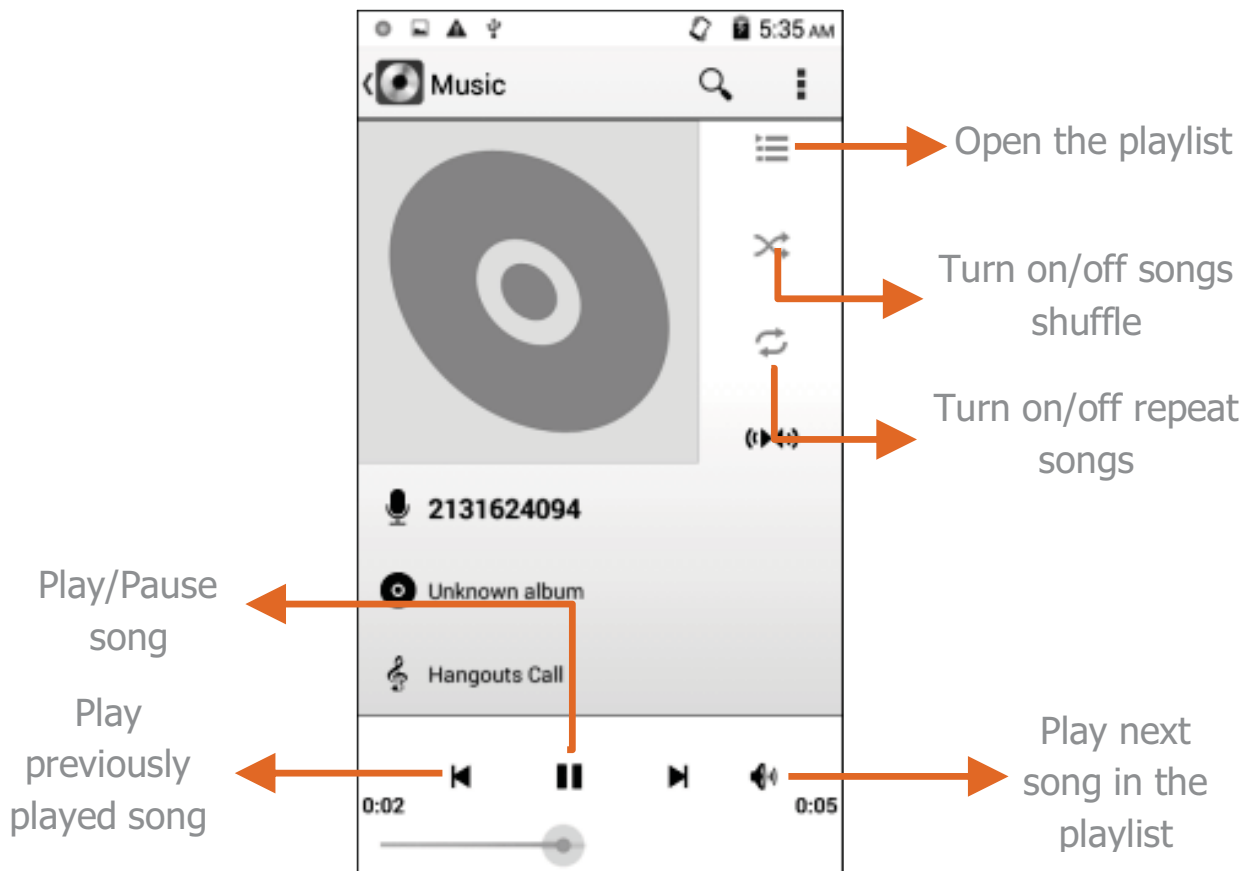 5:35 AM
Music
Open the playlist
Turn on/off songs
shuffle
Turn on/off repeat
songs
2131624094
Play/Pause
song
Unknown album
Hangouts Call
Play
previously
played song
Play next
song in the
playlist
0:02
0:05